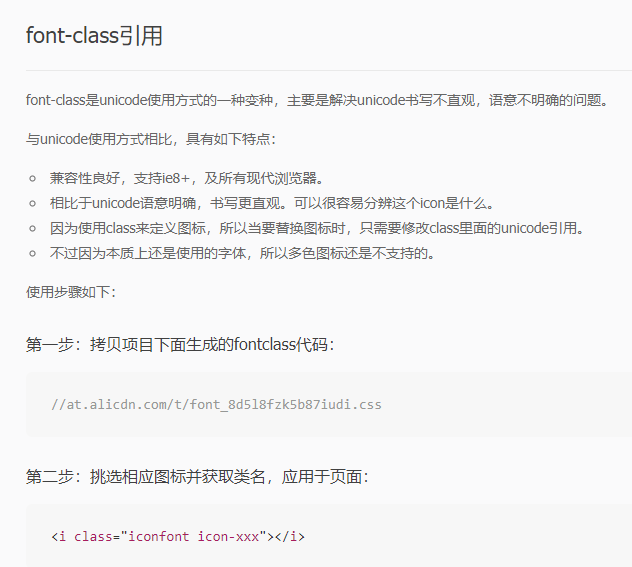 font-class引用
font-class是unicode使用方式的一种变种，主要是解决unicode书写不直观，语意不明确的问题。
与unicode使用方式相比，具有如下特点：
兼容性良好，支持ie8+，及所有现代浏览器。
相比于unicode语意明确，书写更直观。可以很容易分辨这个icon是什么。
因为使用class来定义图标，所以当要替换图标时，只需要修改class里面的unicode引用。
不过因为本质上还是使用的字体，所以多色图标还是不支持的。
使用步骤如下：
第一步：拷贝项目下面生成的fontclass代码：
//at.alicdn.com/t/font_8d5l8fzk5b87iudi.css
第二步：挑选相应图标并获取类名，应用于页面：
<i class="iconfont icon-xxx"></i>